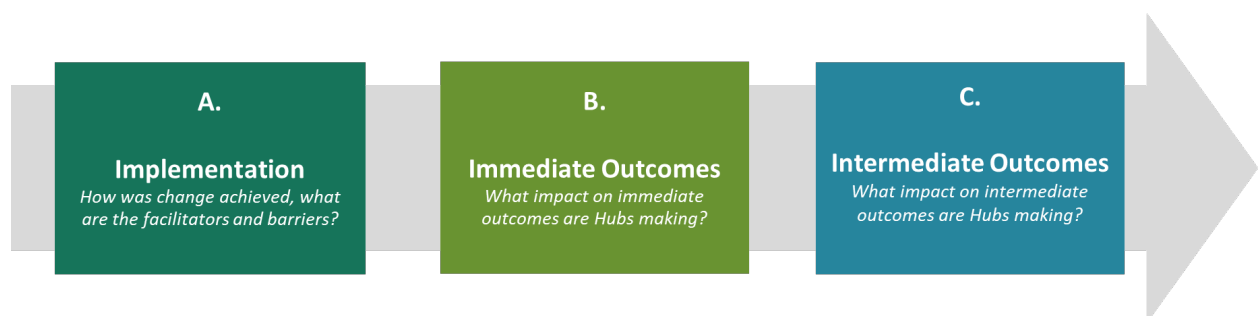 A.
Implementation
How was change achieved, what
are the facilitators and barriers?
B.
Immediate Outcomes
What impact on immediate
outcomes are Hubs making?
C.
Intermediate Outcomes
What impact on intermediate
outcomes are Hubs making?